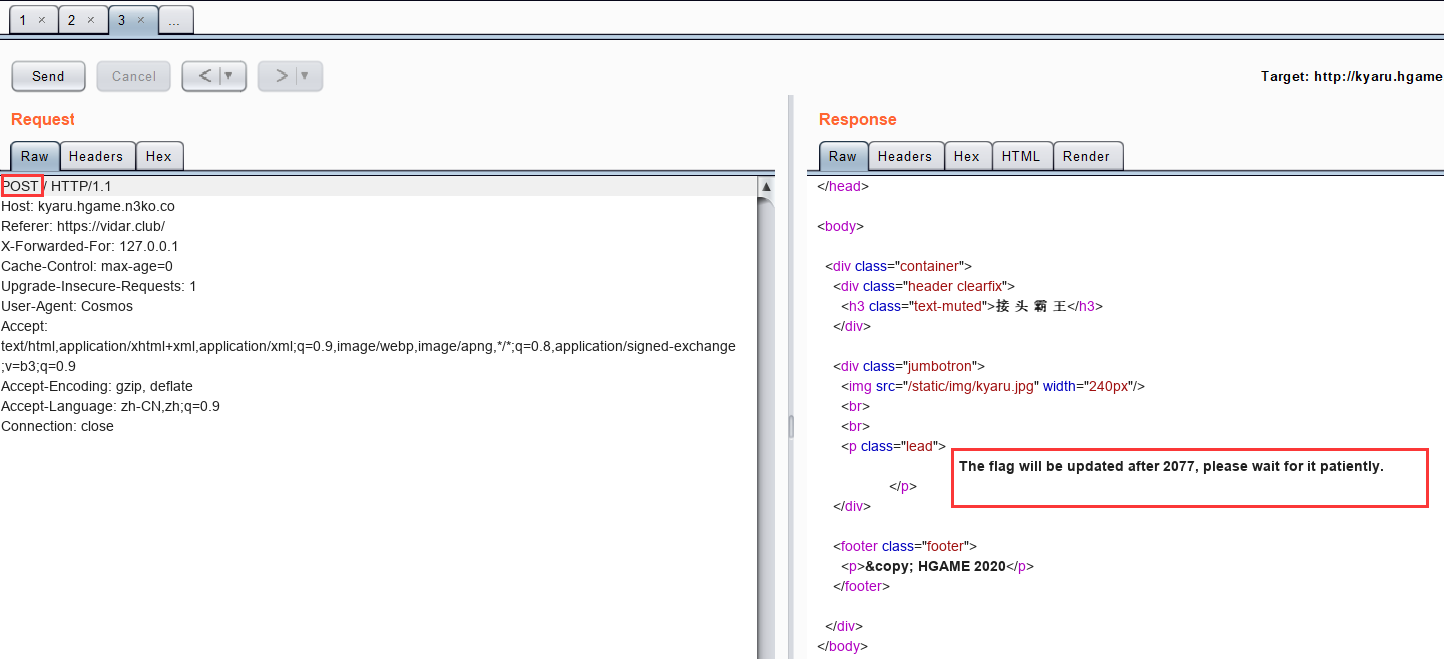 1 × 2 × 3 × ...
Send Cancel < ▼ > ▼ Target: http://kyaru.hgame
Request
Raw Headers Hex
POST / HTTP/1.1
Host: kyaru.hgame.n3ko.co
Referer: https://vidar.club/
X-Forwarded-For: 127.0.0.1
Cache-Control: max-age=0
Upgrade-Insecure-Requests: 1
User-Agent: Cosmos
Accept:
text/html,application/xhtml+xml,application/xml;q=0.9,image/webp,image/apng,*/*;q=0.8,application/signed-exchange
;v=b3;q=0.9
Accept-Encoding: gzip, deflate
Accept-Language: zh-CN,zh;q=0.9
Connection: close
Response
Raw Headers Hex HTML Render
</head>
<body>
<div class="container">
<div class="header clearfix">
<h3 class="text-muted">接 头 霸 王</h3>
</div>
<div class="jumbotron">
<img src="/static/img/kyaru.jpg" width="240px"/>
<br>
<br>
<p class="lead">
The flag will be updated after 2077, please wait for it patiently.
</p>
</div>
<footer class="footer">
<p>&copy; HGAME 2020</p>
</footer>
</div>
</body>